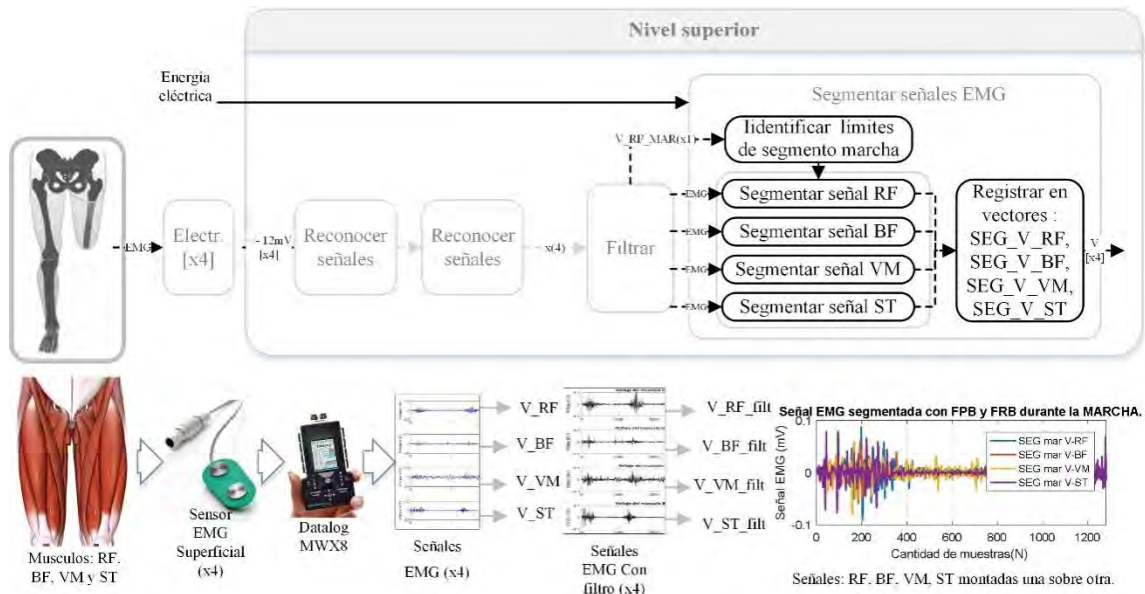 Nivel superior
Energia
eléctrica
Segmentar señales EMG
V_RF_MAR(x1)
Iidentificar límites
de segmento marcha
EMG
Electr.
[x4]
- 12mV
[x4]
Reconocer
señales
Reconocer
señales
x(4)
Filtrar
EMG
Segmentar señal RF
EMG
Segmentar señal BF
EMG
Segmentar señal VM
EMG
Segmentar señal ST
Registrar en
vectores :
SEG_V_RF,
SEG_V_BF,
SEG_V_VM,
SEG_V_ST
V
[x4]
Musculos: RF.
BF, VM y ST
Sensor
EMG
Superficial
(x4)
Datalog
MWX8
Señales
EMG (x4)
V_RF
V_BF
V_VM
V_ST
Señales
EMG Con
filtro (x4)
V_RF_filt
V_BF_filt
V_VM_filt
V_ST_filt
Señal EMG segmentada con FPB y FRB durante la MARCHA.
Señal EMG (mV)
0.1
0
-0.1
SEG mar V-RF
SEG mar V-BF
SEG mar V-VM
SEG mar V-ST
0 200 400 600 800 1000 1200
Cantidad de muestras(N)
Señales: RF. BF. VM, ST montadas una sobre otra.